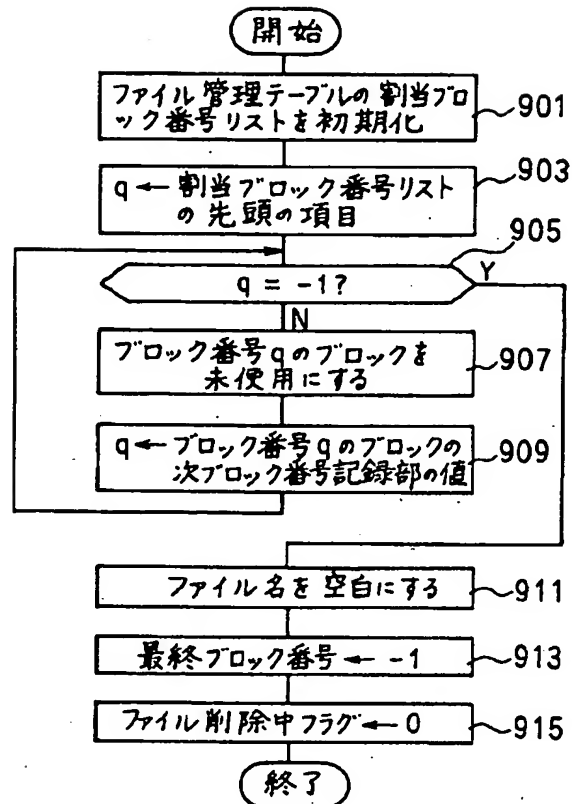 開始
ファイル管理テーブルの割当ブロ
ック番号リストを初期化
901
q ← 割当ブロック番号リスト
の先頭の項目
903
905
q = -1?
Y
N
ブロック番号qのブロックを
未使用にする
907
q ← ブロック番号qのブロックの
次ブロック番号記録部の値
909
ファイル名を空白にする
911
最終ブロック番号 ← -1
913
ファイル削除中フラグ ← 0
915
終了